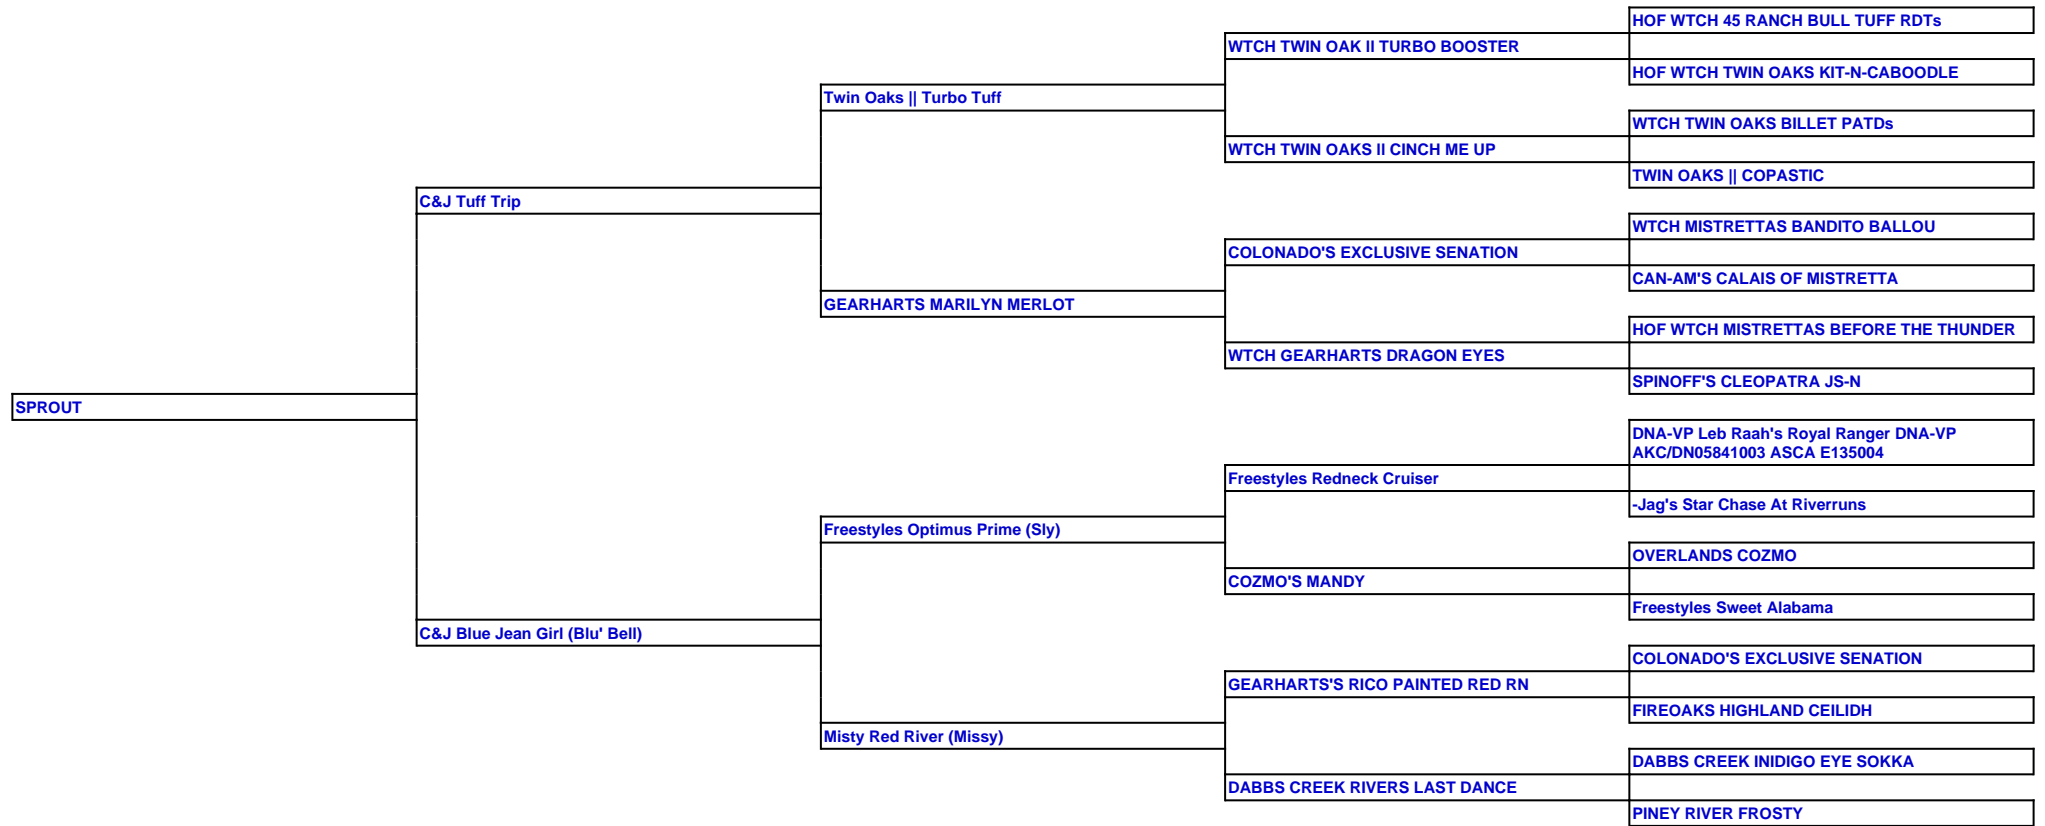 HOF WTCH 45 RANCH BULL TUFF RDTs
WTCH TWIN OAK II TURBO BOOSTER
HOF WTCH TWIN OAKS KIT-N-CABOODLE
Twin Oaks || Turbo Tuff
WTCH TWIN OAKS BILLET PATDs
WTCH TWIN OAKS II CINCH ME UP
TWIN OAKS || COPASTIC
C&J Tuff Trip
WTCH MISTRETTAS BANDITO BALLOU
COLONADO'S EXCLUSIVE SENATION
CAN-AM'S CALAIS OF MISTRETTA
GEARHARTS MARILYN MERLOT
HOF WTCH MISTRETTAS BEFORE THE THUNDER
WTCH GEARHARTS DRAGON EYES
SPINOFF'S CLEOPATRA JS-N
SPROUT
DNA-VP Leb Raah's Royal Ranger DNA-VP
AKC/DN05841003 ASCA E135004
Freestyles Redneck Cruiser
-Jag's Star Chase At Riverruns
Freestyles Optimus Prime (Sly)
OVERLANDS COZMO
COZMO'S MANDY
Freestyles Sweet Alabama
C&J Blue Jean Girl (Blu' Bell)
COLONADO'S EXCLUSIVE SENATION
GEARHARTS'S RICO PAINTED RED RN
FIREOAKS HIGHLAND CEILIDH
Misty Red River (Missy)
DABBS CREEK INIDIGO EYE SOKKA
DABBS CREEK RIVERS LAST DANCE
PINEY RIVER FROSTY